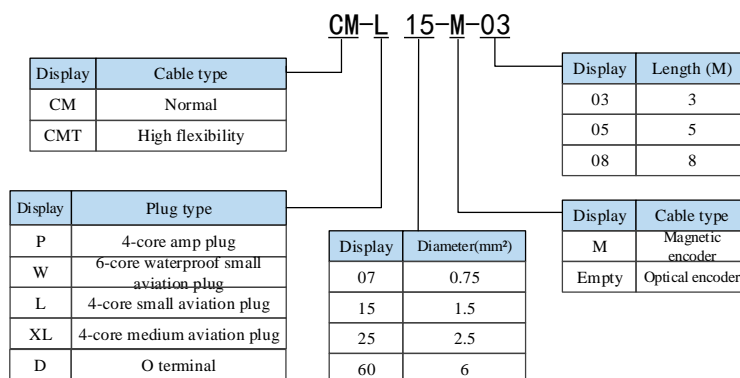 CM-L 15-M-03
Display Cable type
CM Normal
CMT High flexibility
Display Length (M)
03 3
05 5
08 8
Display Plug type
P 4-core amp plug
W 6-core waterproof small
aviation plug
L 4-core small aviation plug
XL 4-core medium aviation plug
D O terminal
Display Diameter(mm²)
07 0.75
15 1.5
25 2.5
60 6
Display Cable type
M Magnetic
encoder
Empty Optical encoder